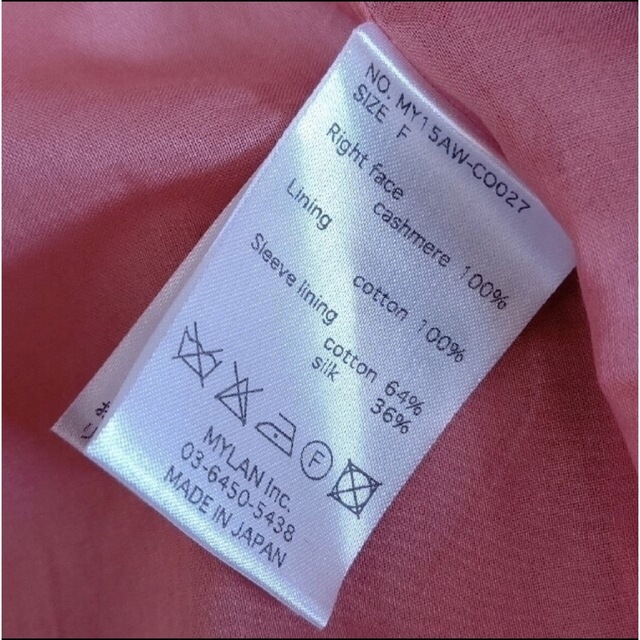 NO. MY15AW-CO027
SIZE F
Right face
cashmere 100%
Lining
cotton 100%
Sleeve lining
cotton 64%
silk 36%
F
MYLAN Inc.
03-6450-5438
MADE IN JAPAN